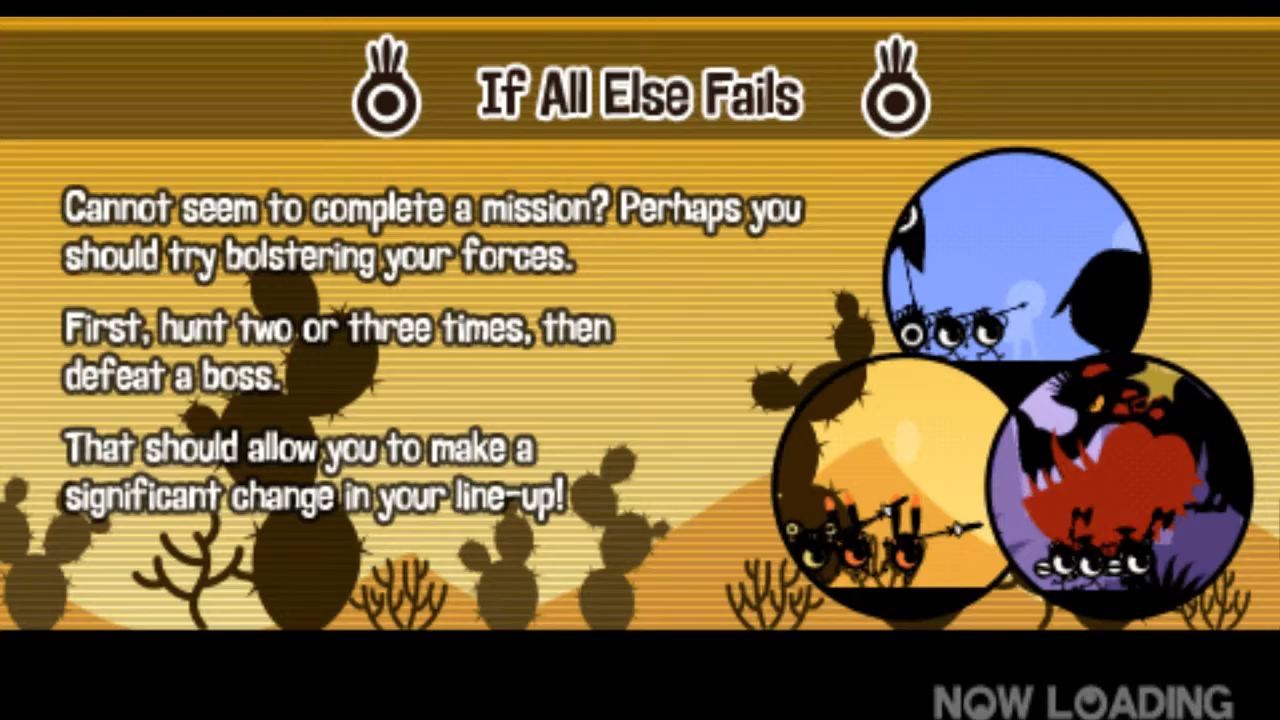 If All Else Fails
Cannot seem to complete a mission? Perhaps you
should try bolstering your forces.
First, hunt two or three times, then
defeat a boss.
That should allow you to make a
significant change in your line-up!
NOW LOADING